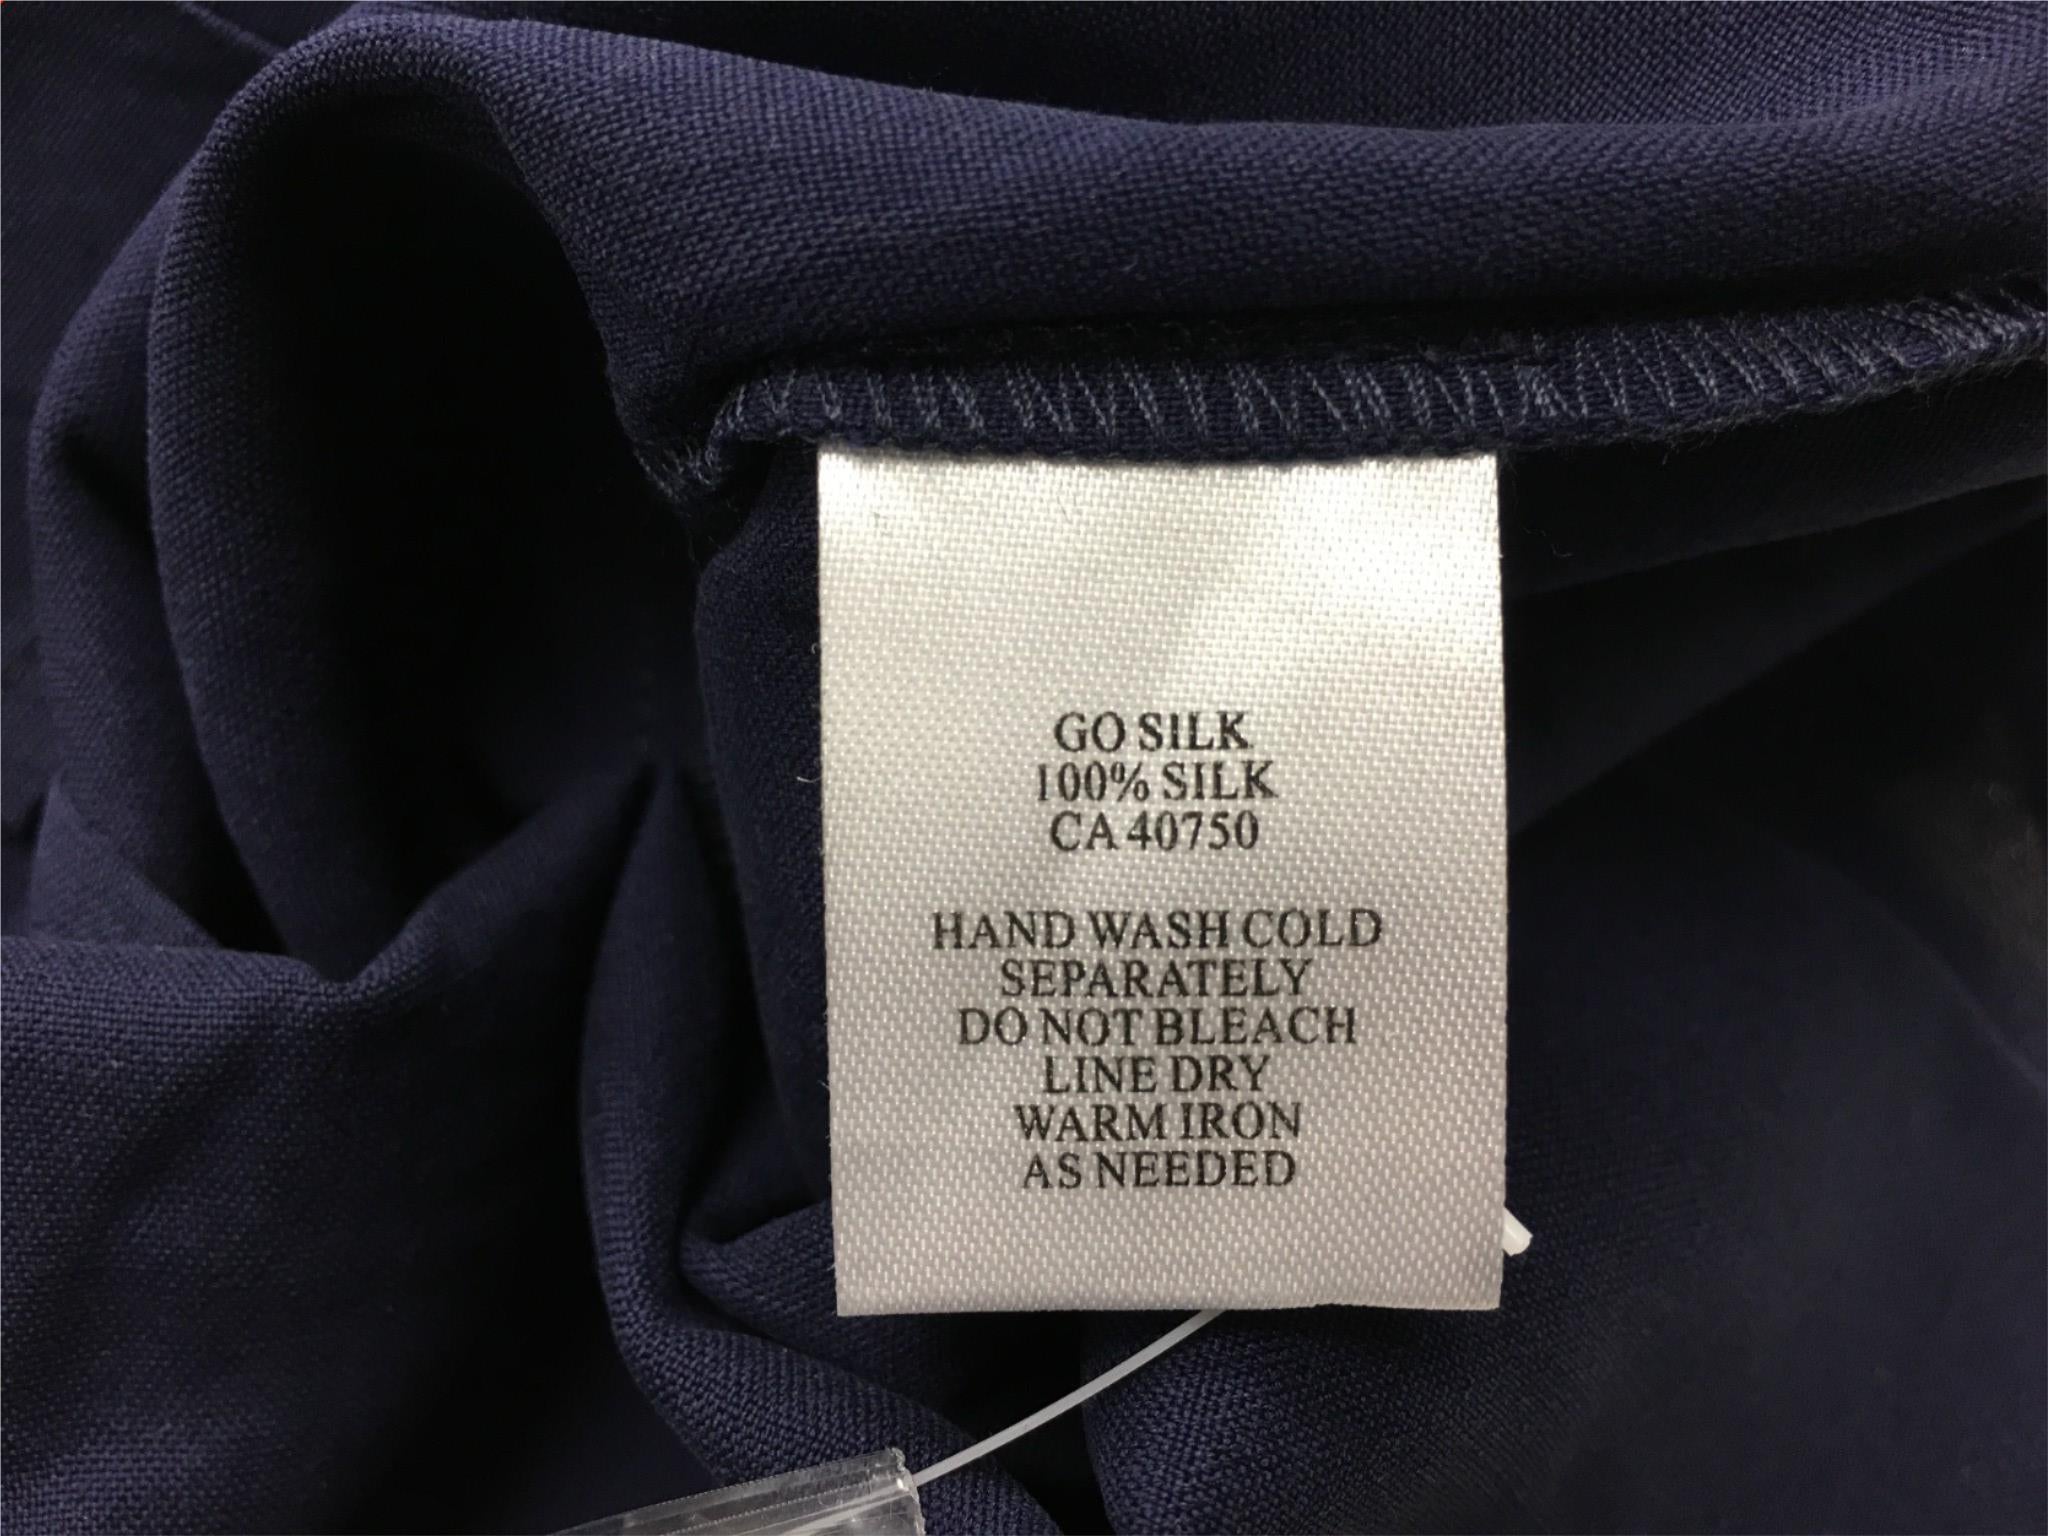 GO SILK
100% SILK
CA 40750
HAND WASH COLD
SEPARATELY
DO NOT BLEACH
LINE DRY
WARM IRON
AS NEEDED